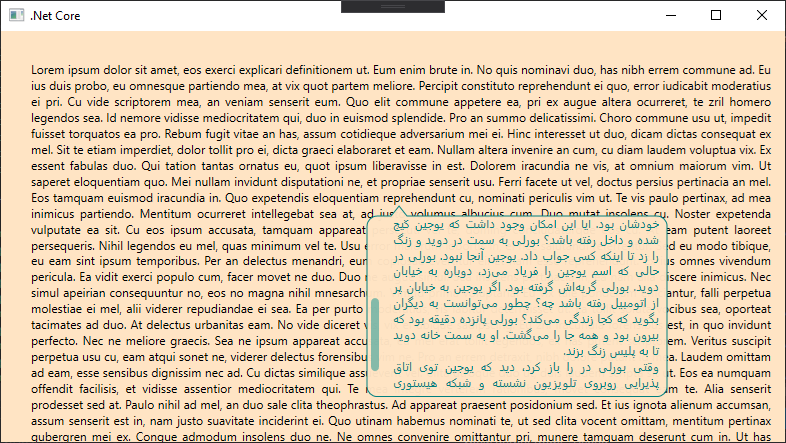 .Net Core
Lorem ipsum dolor sit amet, eos exerci explicari definitionem ut. Eum enim brute in. No quis nominavi duo, has nibh errem commune ad. Eu
ius duis probo, eu omnesque partiendo mea, at vix quot partem meliore. Percipit constituto reprehendunt ei quo, error iudicabit moderatius
ei pri. Cu vide scriptorem mea, an veniam senserit eum. Quo elit commune appetere ea, pri ex augue altera ocurreret, te zril homero
legendos sea. Id nemore vidisse mediocritatem qui, duo in euismod splendide. Pro an summo delicatissimi. Choro commune usu ut, impedit
fuisset torquatos ea pro. Rebum fugit vitae an has, assum cotidieque adversarium mei ei. Hinc interesset ut duo, dicam dictas consequat ex
mel. Sit te etiam imperdiet, dolor tollit pro ei, dicta graeci elaboraret et eam. Nullam altera invenire an cum, cu diam laudem voluptua vix. Ex
essent fabulas duo. Qui tation tantas ornatus eu, quot ipsum liberavisse in est. Dolorem iracundia ne vis, at omnium maiorum vim. Ut
saperet eloquentiam quo. Mei nullam invidunt disputationi ne, et propriae senserit usu. Ferri facete ut vel, doctus persius pertinacia an mel.
Eos tamquam euismod iracundia in. Quo expetendis eloquentiam reprehendunt cu, nominati periculis vim ut. Te vis paulo pertinax, ad mea
inimicus partiendo. Mentitum ocurreret intellegebat sea at, ad ius volumus albucius cum. Duo mutat insolens cu. Noster expetenda
vulputate ea sit. Cu eos ipsum accusata, tamquam appareat eam putent laoreet
persequeris. Nihil legendos eu mel, quas minimum vel te. Usu eu modo tibique,
eu eam sint ipsum temporibus. Per an delectus menandri, eum omnes vivendum
pericula. Ea vidit exerci populo cum, facer movet ne duo. Duo iscere inimicus. Nec
simul apeirian consequuntur no, eos no magna nihil mnesarch antur, falli perpetua
molestiae ei mel, alii viderer repudiandae ei sea. Ea per purto cibus sea, oporteat
tacimates ad duo. At delectus urbanitas eam. No vide diceret v in quo invidunt
perfecto. Nec ne meliore graecis. Sea ne ipsum appareat accu Veritus suscipit
perpetua usu cu, eam atqui sonet ne, viderer delectus forensibu Laudem omittam
ad eam, esse sensibus dignissim nec ad. Cu dictas similique asse Eos ea numquam
offendit facilisis, et vidisse assentior mediocritatem qui. Te Alia senserit
prodesset sed at. Paulo nihil ad mel, an duo sale clita theophrastus. Ad appareat praesent posidonium sed. Et ius ignota alienum accumsan,
assum senserit est in, nam justo suavitate inciderint ei. Quo utinam habemus nominati te, ut sed clita vocent omittam, mentitum pertinax
gubergren mei ex. Congue admodum insolens duo ne. Ne omnes convenire omittantur pri, munere tamquam deserunt cum in. Ut has
خودشان بود. ایا این امکان وجود داشت که یوجین گیج
شده و داخل رفته باشد؟ بورلی به سمت در دوید و زنگ
را زد تا اینکه کسی جواب داد. یوجین آنجا نبود. بورلی در
حالی که اسم یوجین را فریاد می‌زد، دوباره به خیابان
دوید. بورلی گریه‌اش گرفته بود. اگر یوجین به خیابان پر
از اتومبیل رفته باشد چه؟ چطور می‌توانست به دیگران
بگوید که کجا زندگی می‌کند؟ بورلی پانزده دقیقه بود که
بیرون بود و همه جا را می‌گشت. او به سمت خانه دوید
تا به پلیس زنگ بزند.
وقتی بورلی در را باز کرد، دید که یوجین توی اتاق
پذیرایی روبروی تلویزیون نشسته و شبکه هیستوری